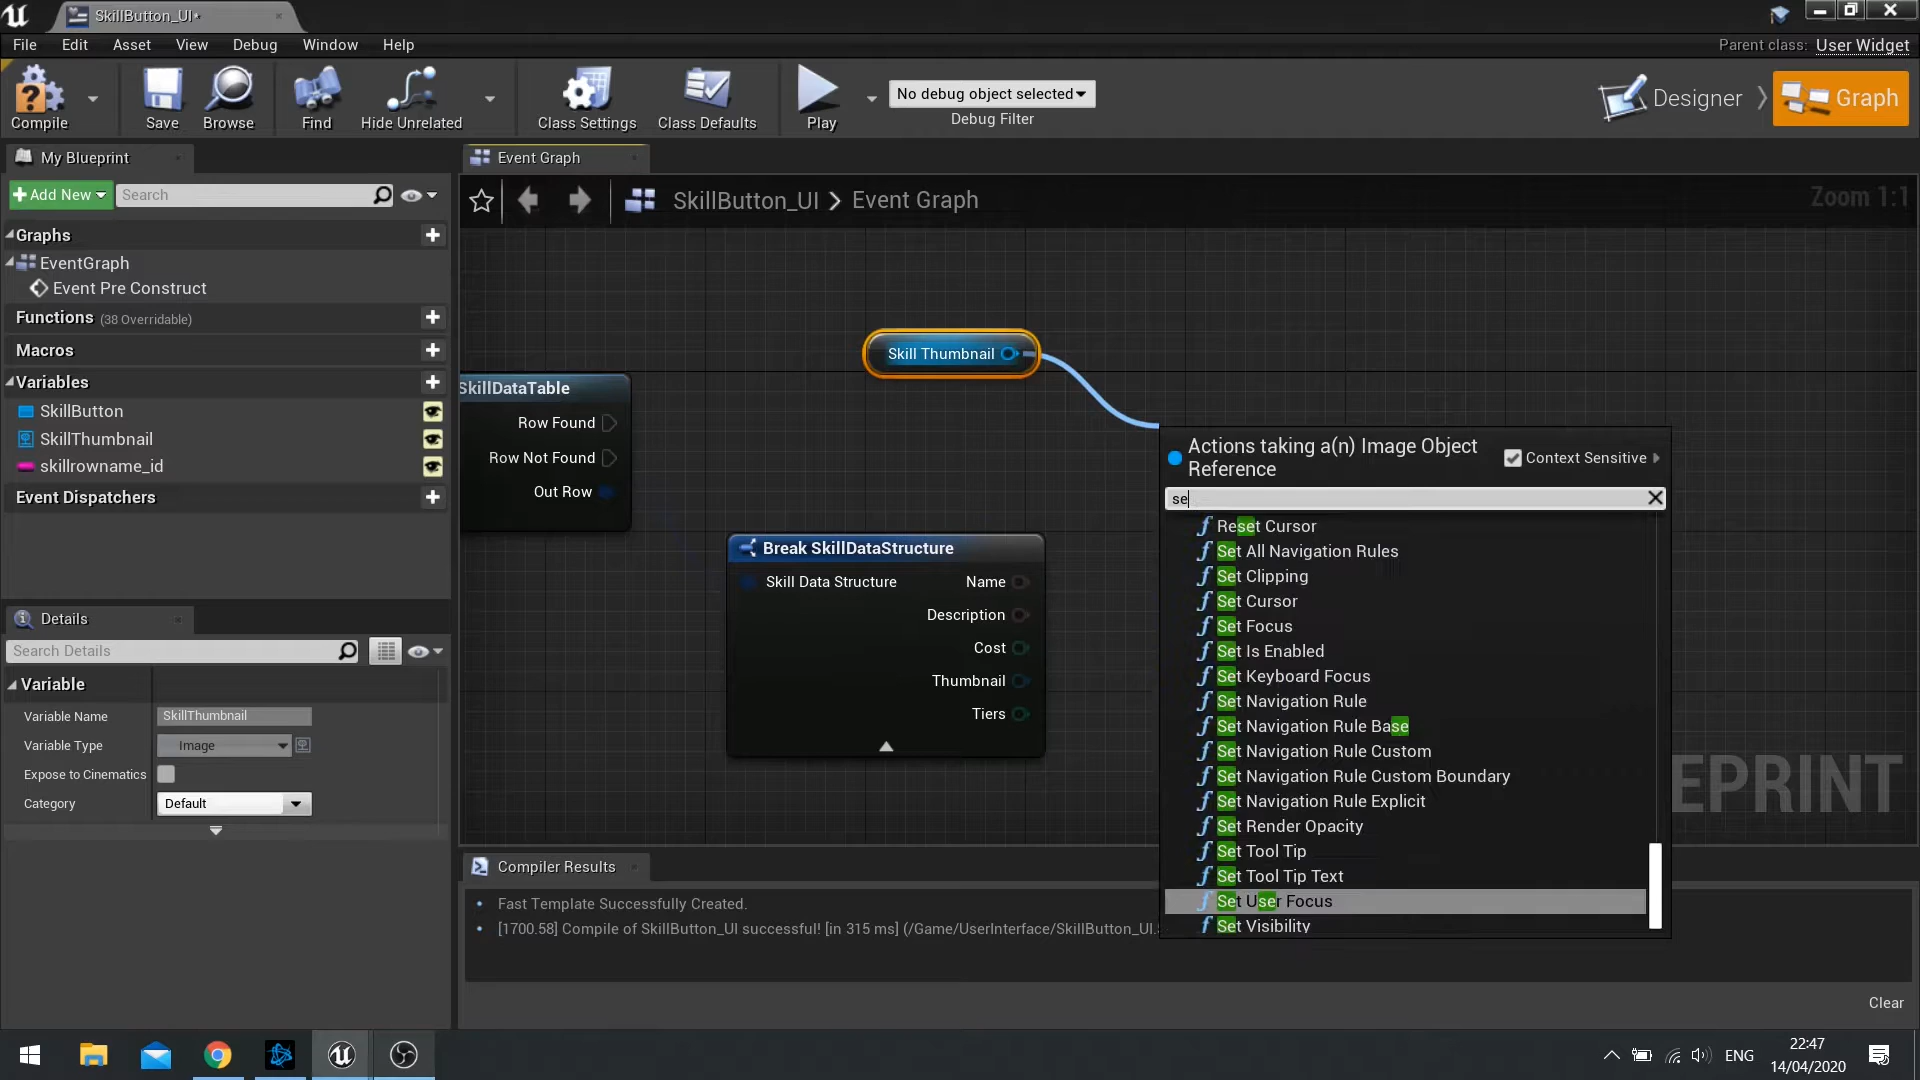 SkillButton_UI*
File Edit Asset View Debug Window Help
Parent class: User Widget
Compile Save Browse Find Hide Unrelated Class Settings Class Defaults Play
No debug object selected
Debug Filter
Designer
Graph
My Blueprint
Add New
Search
Graphs
EventGraph
Event Pre Construct
Functions (38 Overridable)
Macros
Variables
SkillButton
SkillThumbnail
skillrowname_id
Event Dispatchers
Details
Search Details
Variable
Variable Name SkillThumbnail
Variable Type Image
Expose to Cinematics
Category Default
Event Graph
SkillButton_UI > Event Graph
Zoom 1:1
Skill Thumbnail
SkillDataTable
Row Found
Row Not Found
Out Row
Break SkillDataStructure
Skill Data Structure Name
Description
Cost
Thumbnail
Tiers
Actions taking a(n) Image Object
Reference
Context Sensitive
se
Reset Cursor
Set All Navigation Rules
Set Clipping
Set Cursor
Set Focus
Set Is Enabled
Set Keyboard Focus
Set Navigation Rule
Set Navigation Rule Base
Set Navigation Rule Custom
Set Navigation Rule Custom Boundary
Set Navigation Rule Explicit
Set Render Opacity
Set Tool Tip
Set Tool Tip Text
Set User Focus
Set Visibility
EPRINT
Compiler Results
Fast Template Successfully Created.
[1700.58] Compile of SkillButton_UI successful! [in 315 ms] (/Game/UserInterface/SkillButton_UI.
Clear
ENG
22:47
14/04/2020